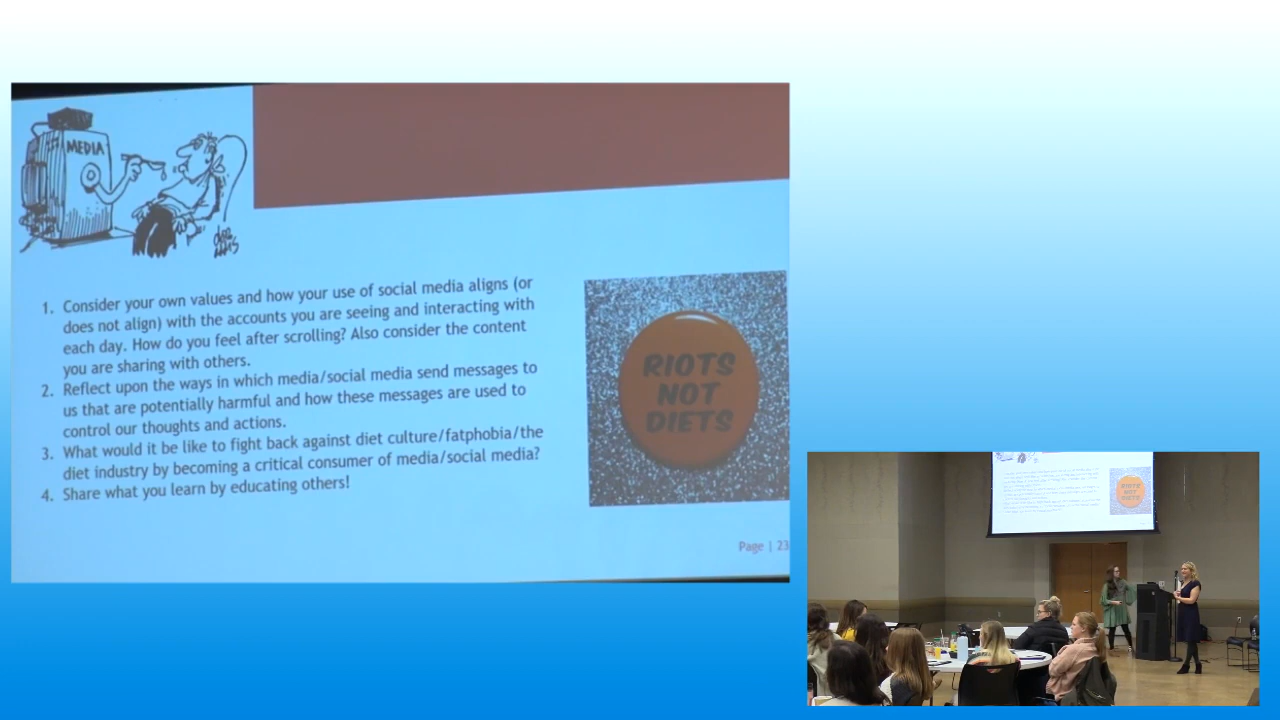 MEDIA
1. Consider your own values and how your use of social media aligns (or
does not align) with the accounts you are seeing and interacting with
each day. How do you feel after scrolling? Also consider the content
you are sharing with others.
2. Reflect upon the ways in which media/social media send messages to
us that are potentially harmful and how these messages are used to
control our thoughts and actions.
3. What would it be like to fight back against diet culture/fatphobia/the
diet industry by becoming a critical consumer of media/social media?
4. Share what you learn by educating others!
RIOTS
NOT
DIETS
Page | 23
RIOTS
NOT
DIETS